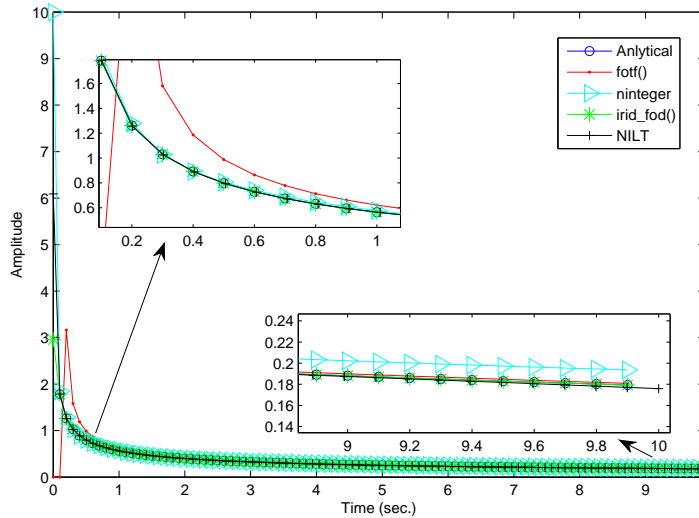 10
9
8
7
6
5
4
3
2
1
0
Amplitude
0 1 2 3 4 5 6 7 8 9
Time (sec.)
Anlytical
fotf()
ninteger
irid_fod()
NILT
1.6
1.4
1.2
1
0.8
0.6
0.2 0.4 0.6 0.8 1
0.24
0.22
0.2
0.18
0.16
0.14
9 9.2 9.4 9.6 9.8 10